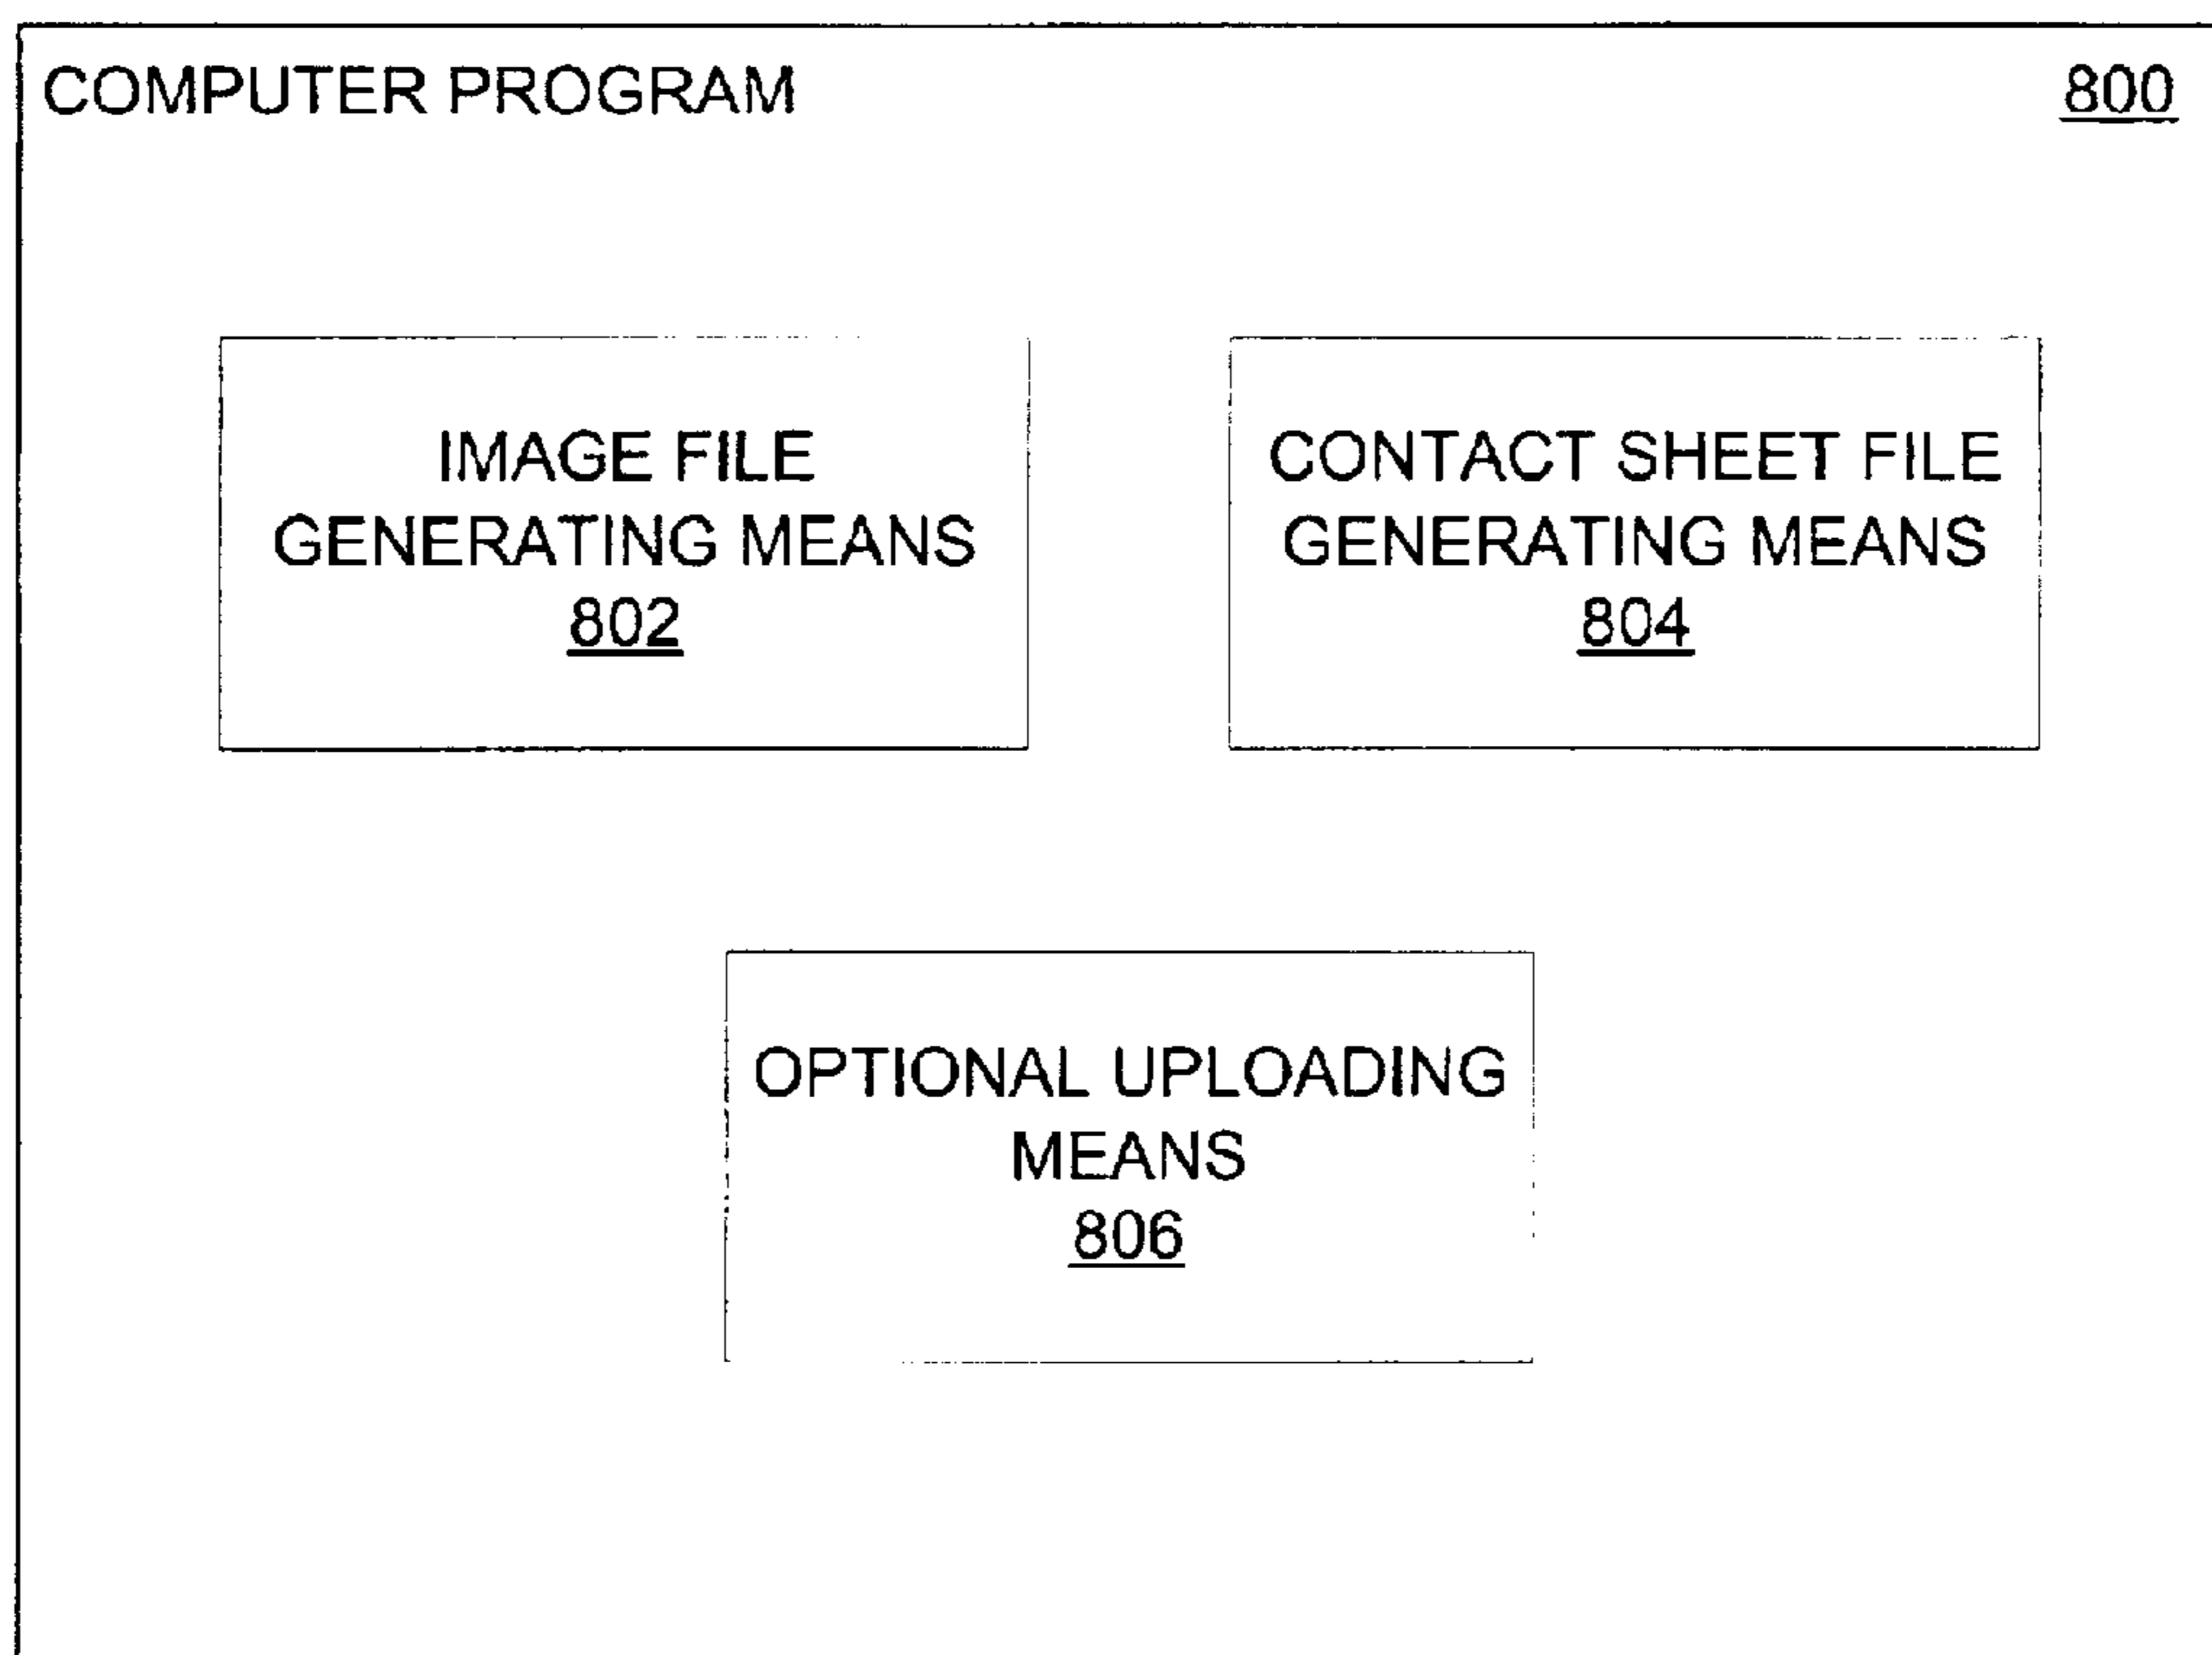 COMPUTER PROGRAM 800
IMAGE FILE
GENERATING MEANS
802
CONTACT SHEET FILE
GENERATING MEANS
804
OPTIONAL UPLOADING
MEANS
806